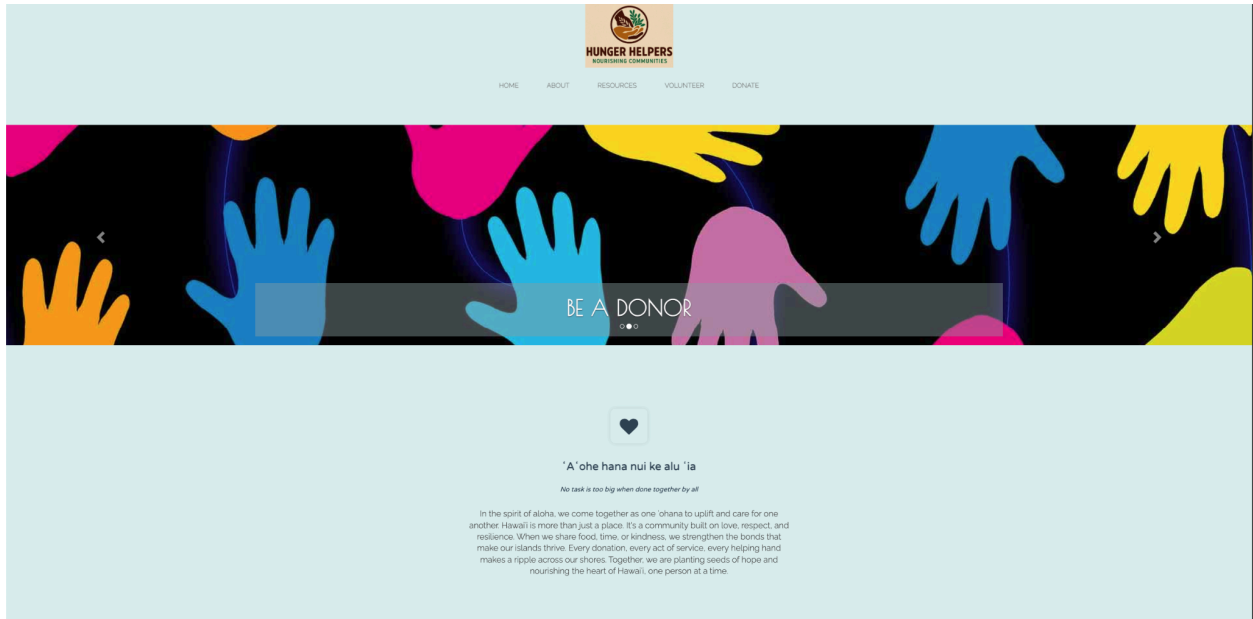 HUNGER HELPERS
NOURISHING COMMUNITIES
HOME ABOUT RESOURCES VOLUNTEER DONATE
BE A DONOR
ʻAʻohe hana nui ke alu ʻia
No task is too big when done together by all
In the spirit of aloha, we come together as one ʻohana to uplift and care for one
another. Hawaiʻi is more than just a place. It's a community built on love, respect, and
resilience. When we share food, time, or kindness, we strengthen the bonds that
make our islands thrive. Every donation, every act of service, every helping hand
makes a ripple across our shores. Together, we are planting seeds of hope and
nourishing the heart of Hawaiʻi, one person at a time.